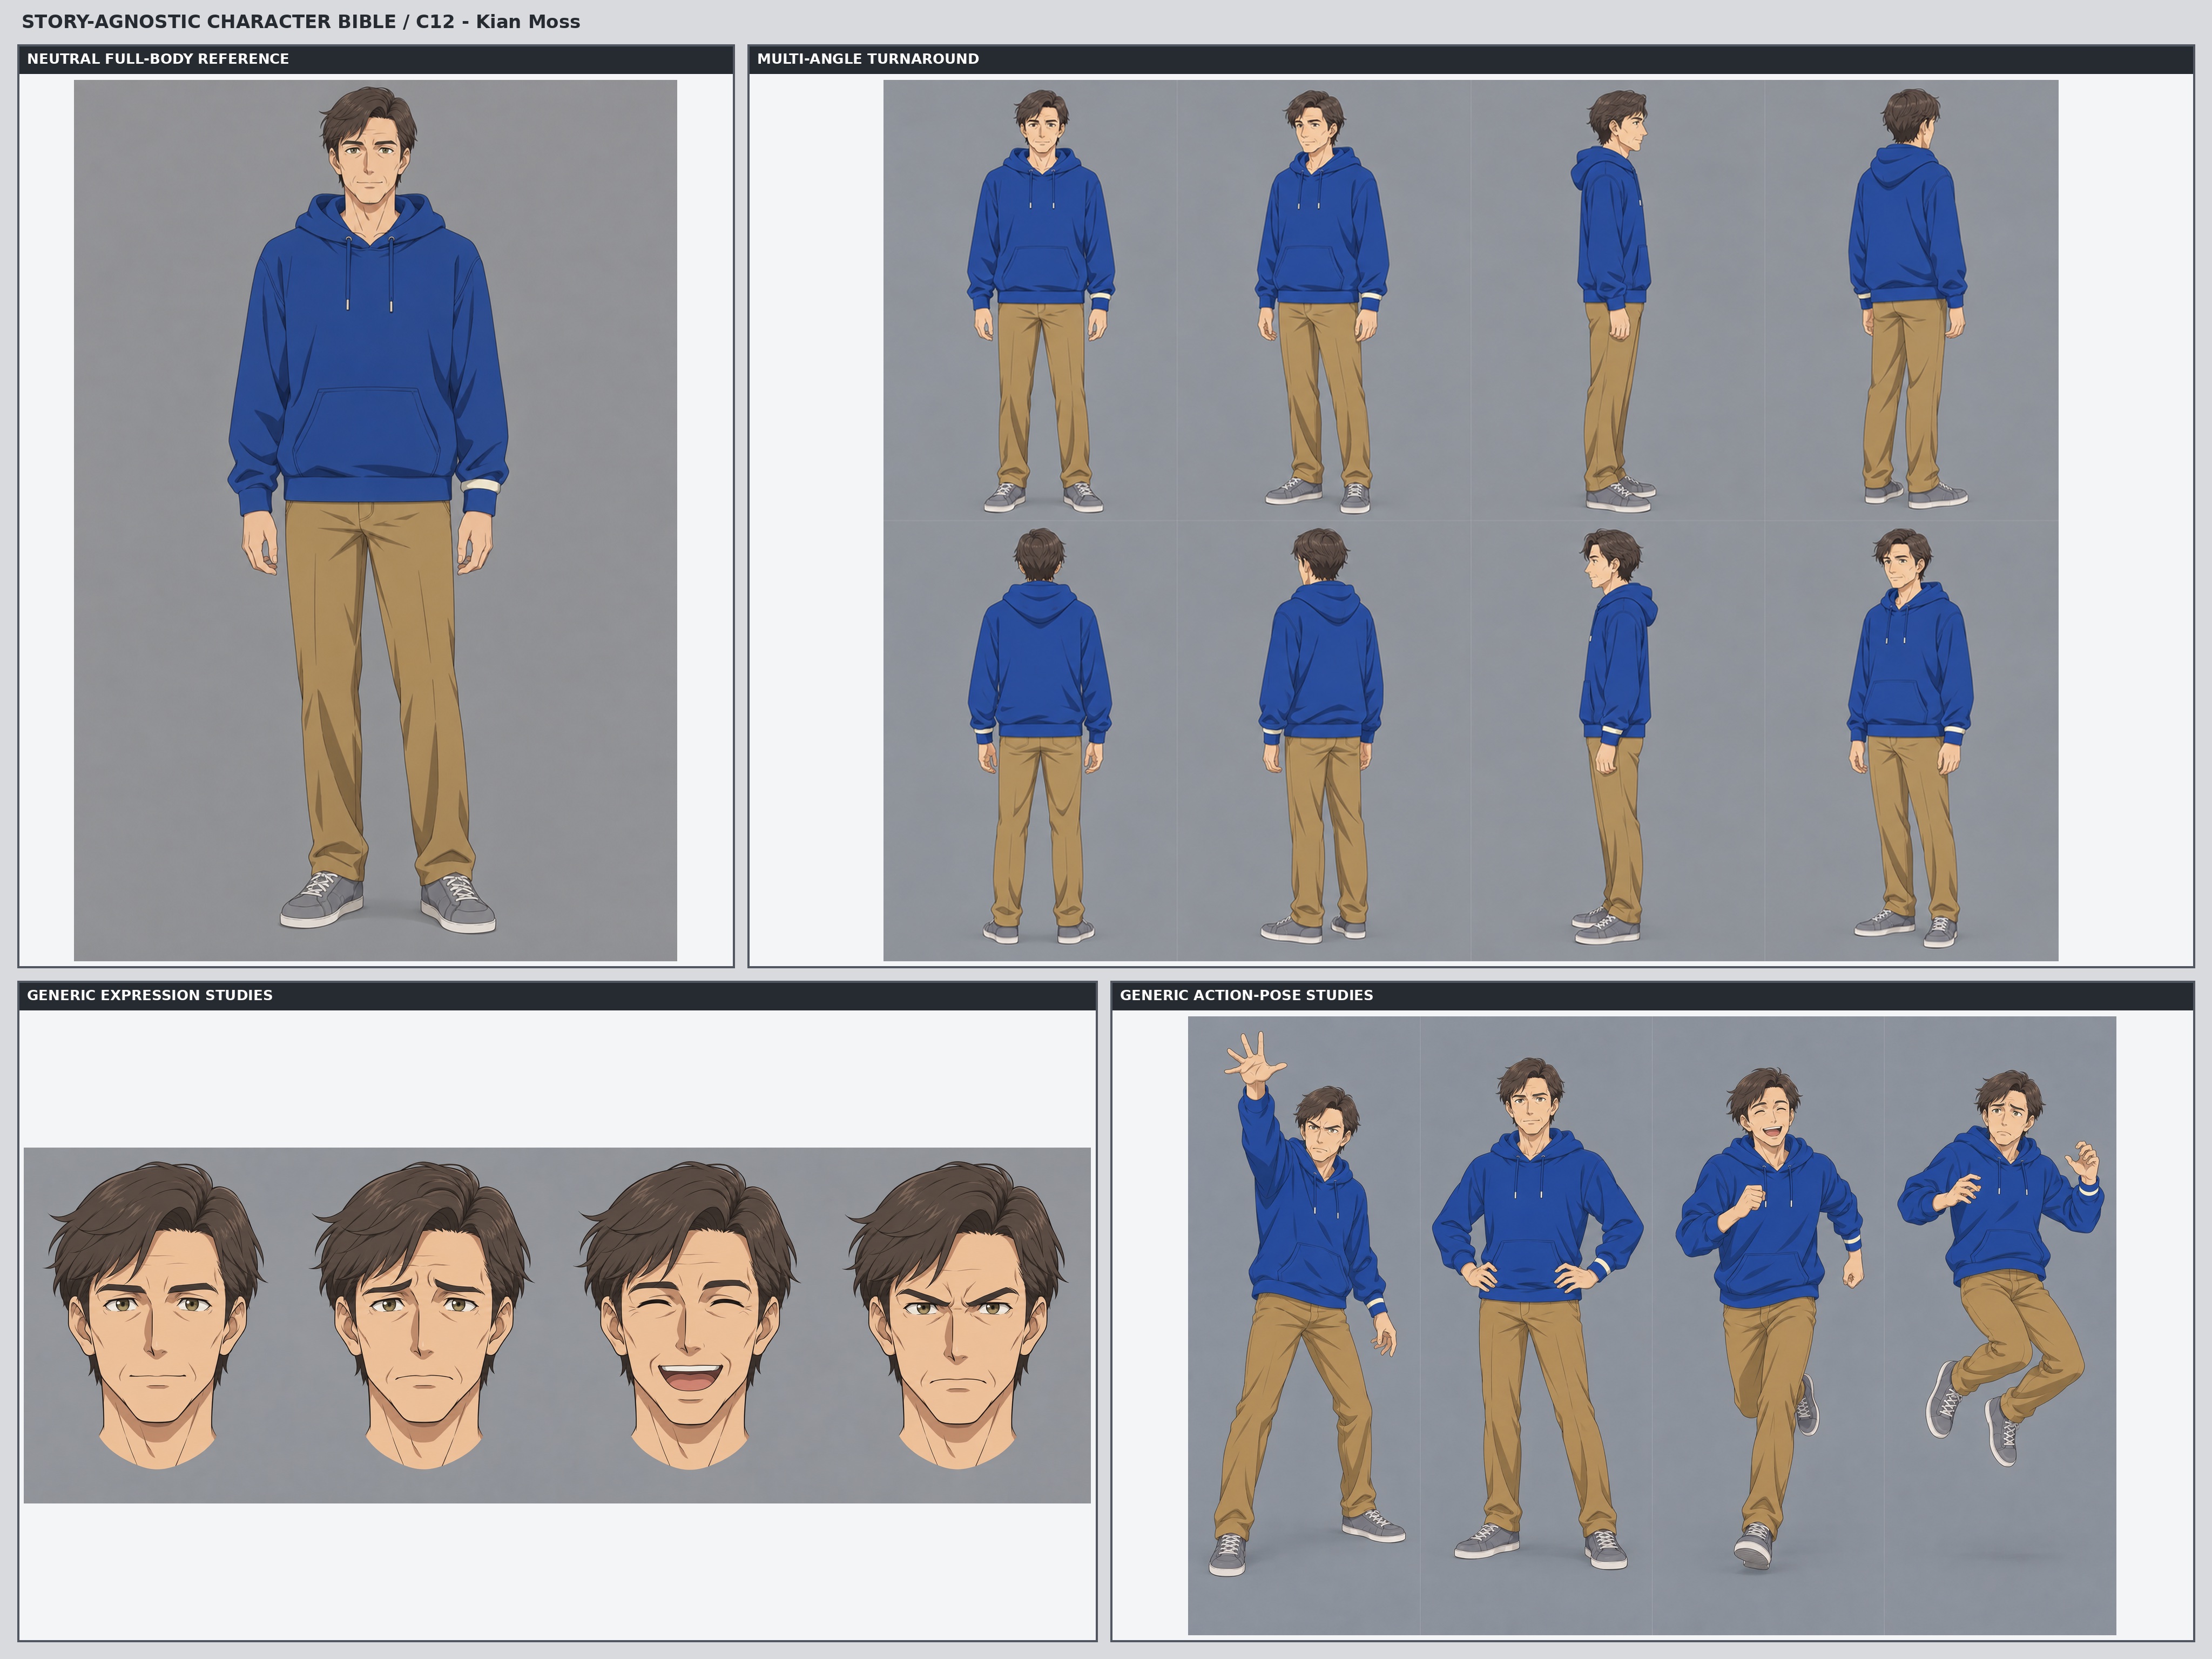 STORY-AGNOSTIC CHARACTER BIBLE / C12 - Kian Moss
NEUTRAL FULL-BODY REFERENCE
MULTI-ANGLE TURNAROUND
GENERIC EXPRESSION STUDIES
GENERIC ACTION-POSE STUDIES